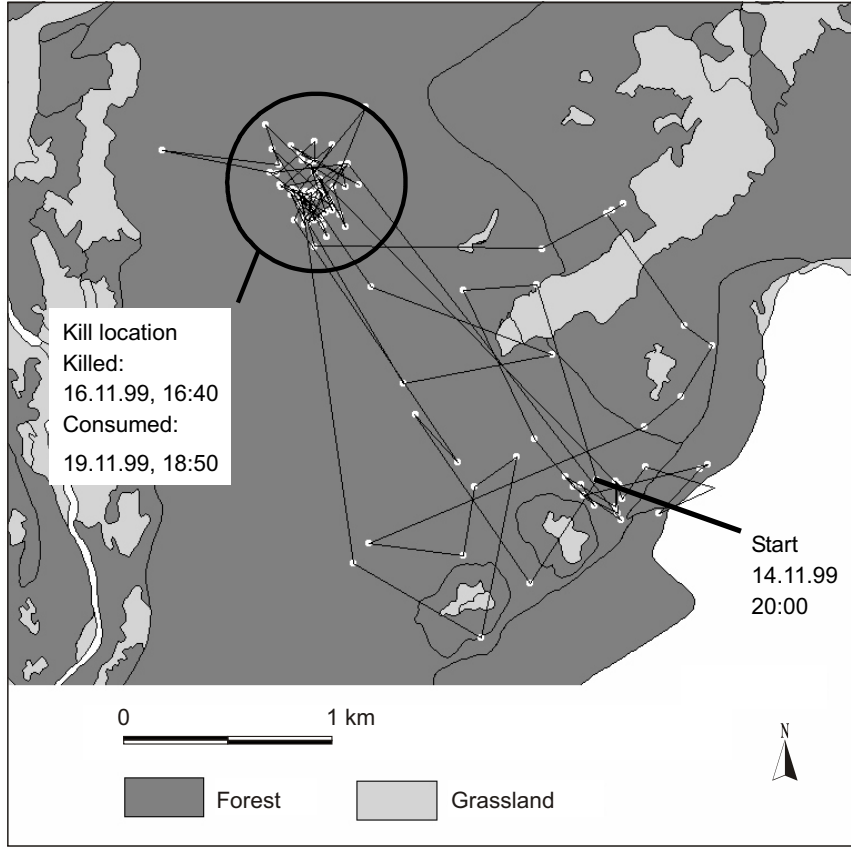 Kill location
Killed:
16.11.99, 16:40
Consumed:
19.11.99, 18:50
Start
14.11.99
20:00
0
1 km
N
Forest
Grassland